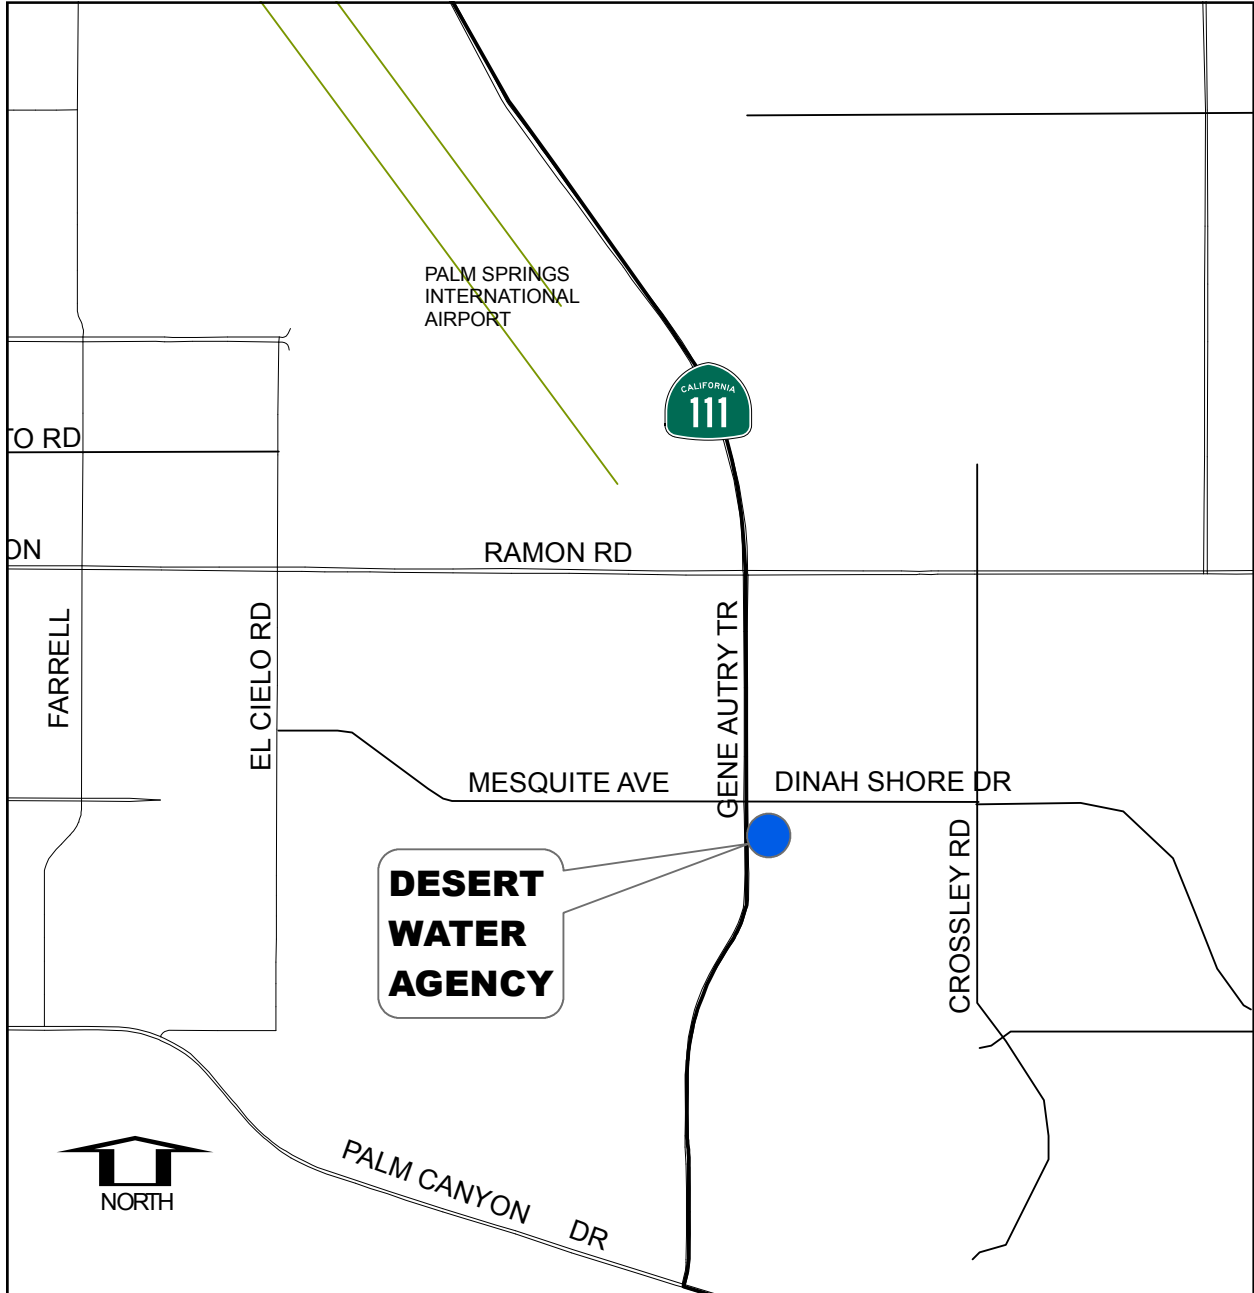 PALM SPRINGS
INTERNATIONAL
AIRPORT
CALIFORNIA
111
TO RD
ON
RAMON RD
FARRELL
EL CIELO RD
GENE AUTRY TR
MESQUITE AVE
DINAH SHORE DR
CROSSLEY RD
DESERT
WATER
AGENCY
PALM CANYON DR
NORTH